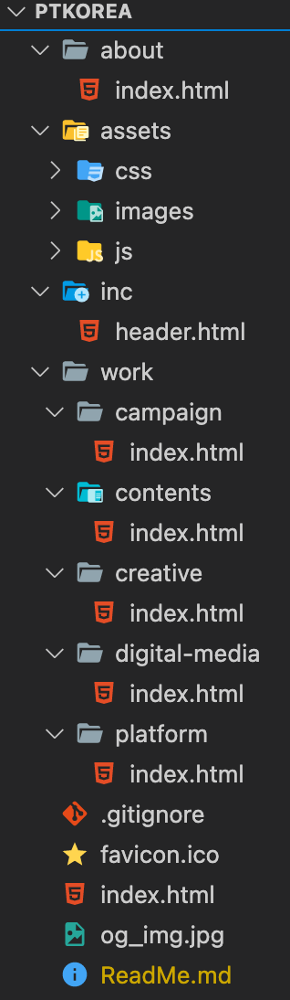 PTKOREA
about
index.html
assets
css
images
js
inc
header.html
work
campaign
index.html
contents
index.html
creative
index.html
digital-media
index.html
platform
index.html
.gitignore
favicon.ico
index.html
og_img.jpg
ReadMe.md